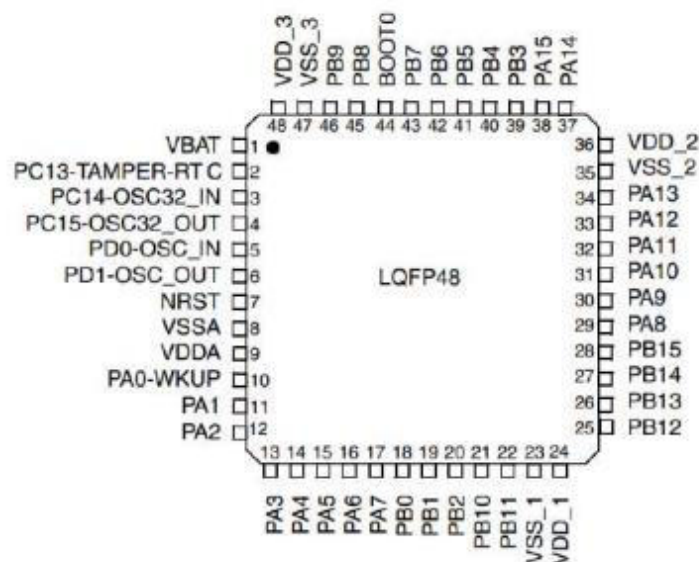 VDD_3
VSS_3
PB9
PB8
BOOT0
PB7
PB6
PB5
PB4
PB3
PA15
PA14
48 47 46 45 44 43 42 41 40 39 38 37
VBAT 1
PC13-TAMPER-RTC 2
PC14-OSC32_IN 3
PC15-OSC32_OUT 4
PD0-OSC_IN 5
PD1-OSC_OUT 6
NRST 7
VSSA 8
VDDA 9
PA0-WKUP 10
PA1 11
PA2 12
LQFP48
36 VDD_2
35 VSS_2
34 PA13
33 PA12
32 PA11
31 PA10
30 PA9
29 PA8
28 PB15
27 PB14
26 PB13
25 PB12
13 14 15 16 17 18 19 20 21 22 23 24
PA3
PA4
PA5
PA6
PA7
PB0
PB1
PB2
PB10
PB11
VSS_1
VDD_1